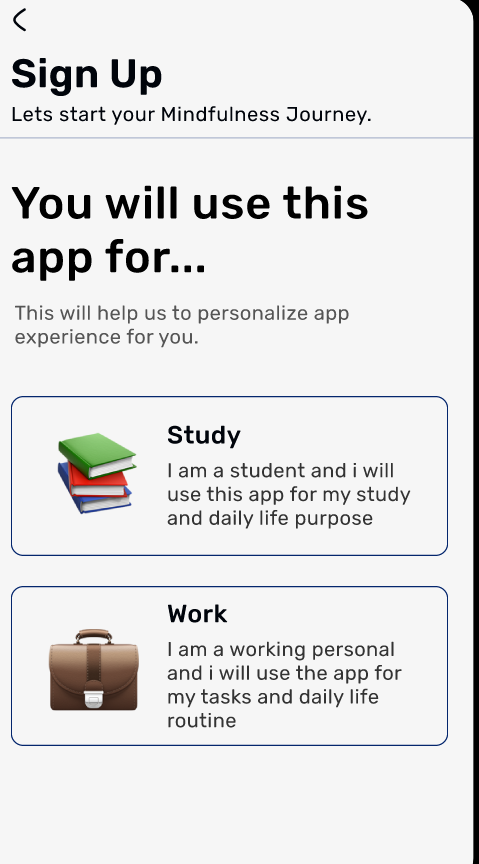 Sign Up
Lets start your Mindfulness Journey.
You will use this
app for...
This will help us to personalize app
experience for you.
Study
I am a student and i will
use this app for my study
and daily life purpose
Work
I am a working personal
and i will use the app for
my tasks and daily life
routine